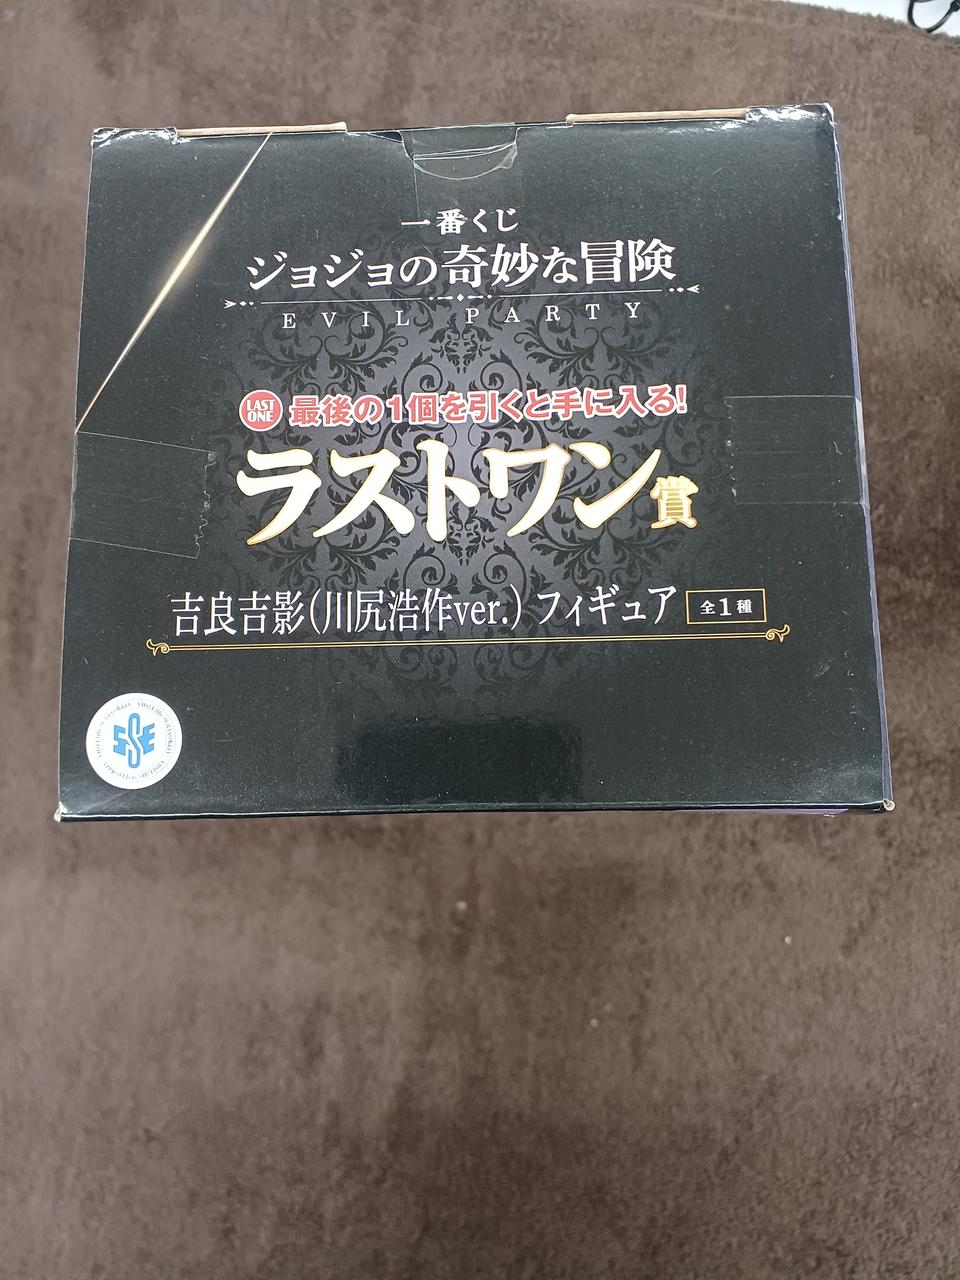 一番くじ
ジョジョの奇妙な冒険
EVIL PARTY
LAST ONE 最後の1個を引くと手に入る!
ラストワン賞
吉良吉影(川尻浩作ver.) フィギュア 全1種